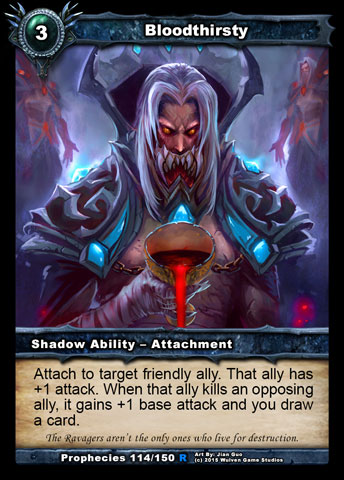 3
Bloodthirsty
Shadow Ability – Attachment
Attach to target friendly ally. That ally has
+1 attack. When that ally kills an opposing
ally, it gains +1 base attack and you draw
a card.
The Ravagers aren't the only ones who live for destruction.
Prophecies 114/150 R
Art By: Jian Guo
(c) 2015 Wulven Game Studios